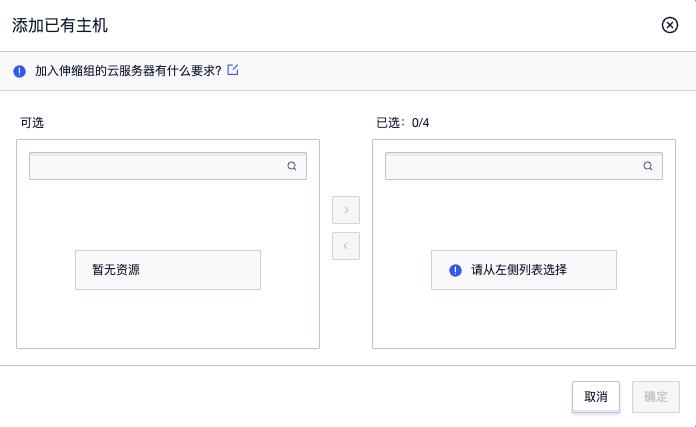 添加已有主机
加入伸缩组的云服务器有什么要求?
可选
已选：0/4
暂无资源
请从左侧列表选择
取消
确定